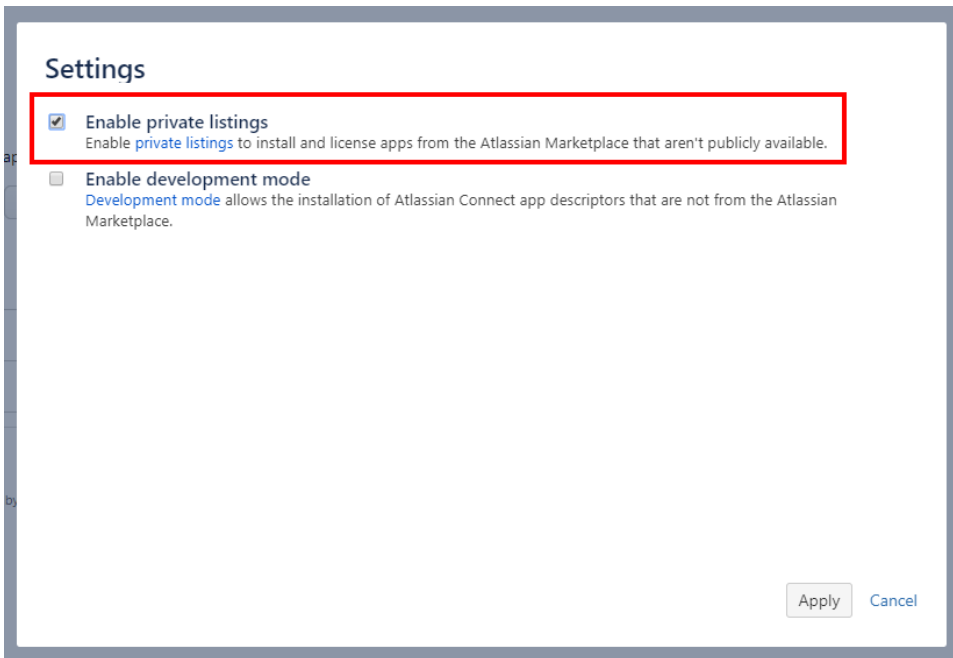 Settings
Enable private listings
Enable private listings to install and license apps from the Atlassian Marketplace that aren't publicly available.
ap
Enable development mode
Development mode allows the installation of Atlassian Connect app descriptors that are not from the Atlassian
Marketplace.
by
Apply Cancel